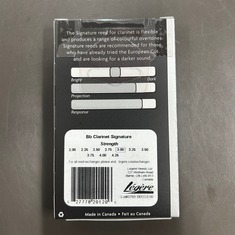 The Signature reed for clarinet is flexible
and produces a range of colourful overtones.
Signature reeds are recommended for those
who have already tried the European Cut
and are looking for a darker sound.
Bright
Dark
Projection
Response
Bb Clarinet Signature
Strength
2.00 2.25 2.50 2.75 3.00 3.25 3.50
3.75 4.00 4.25
Légère
Made in Canada • Fait au Canada